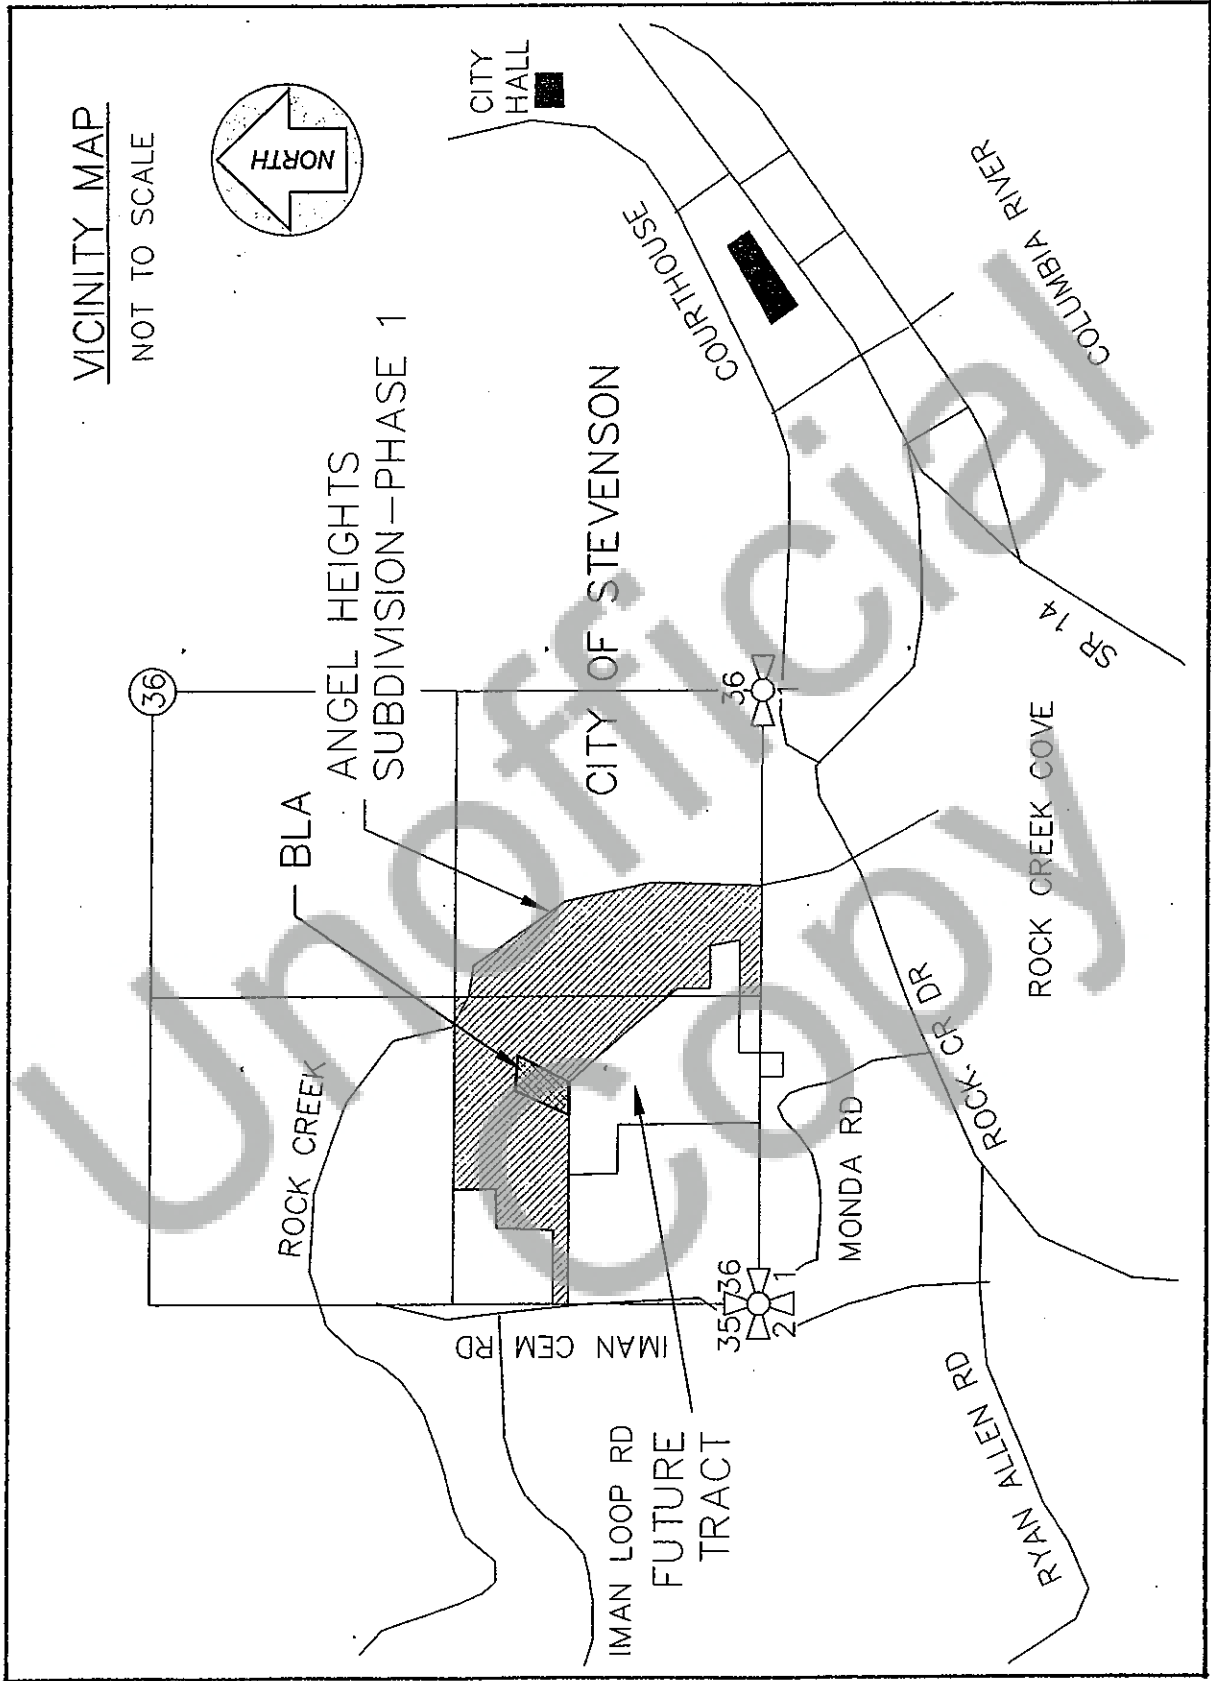 VICINITY MAP
NOT TO SCALE
NORTH
CITY
HALL
COURTHOUSE
COLUMBIA RIVER
SR 14
36
ANGEL HEIGHTS
SUBDIVISION-PHASE 1
BLA
CITY OF STEVENSON
ROCK CREEK
36
1
ROCK CREEK COVE
ROCK. CR DR
MONDA RD
IMAN CEM RD
35 36
2 1
IMAN LOOP RD
FUTURE
TRACT
RYAN ALLEN RD
Unofficial
Copy